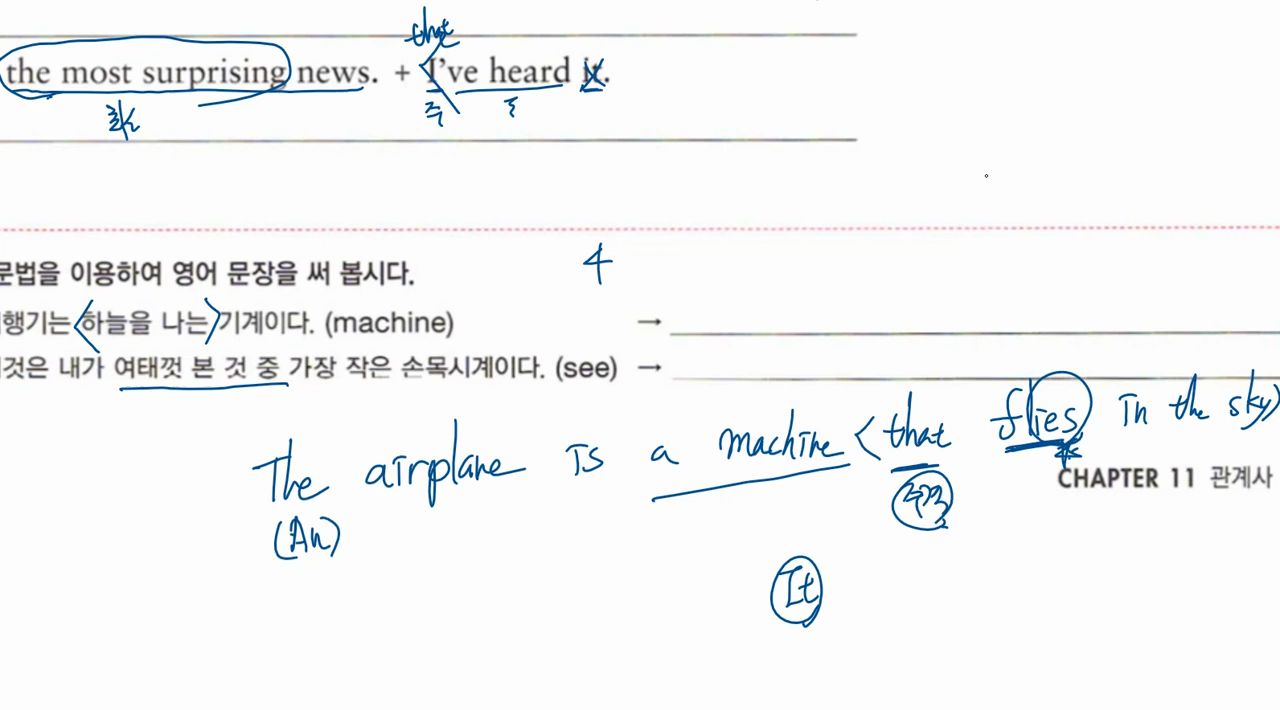 that
the most surprising news. + I've heard it.
주 동
4
문법을 이용하여 영어 문장을 써 봅시다.
행기는 하늘을 나는 기계이다. (machine) →
것은 내가 여태껏 본 것 중 가장 작은 손목시계이다. (see) →
The airplane is a machine <that flies in the sky>
(An)
주격
CHAPTER 11 관계사
It